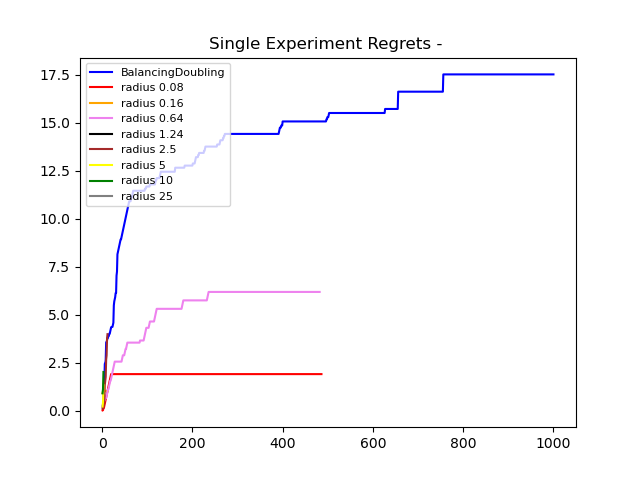 Single Experiment Regrets -
17.5
15.0
12.5
10.0
7.5
5.0
2.5
0.0
BalancingDoubling
radius 0.08
radius 0.16
radius 0.64
radius 1.24
radius 2.5
radius 5
radius 10
radius 25
0 200 400 600 800 1000